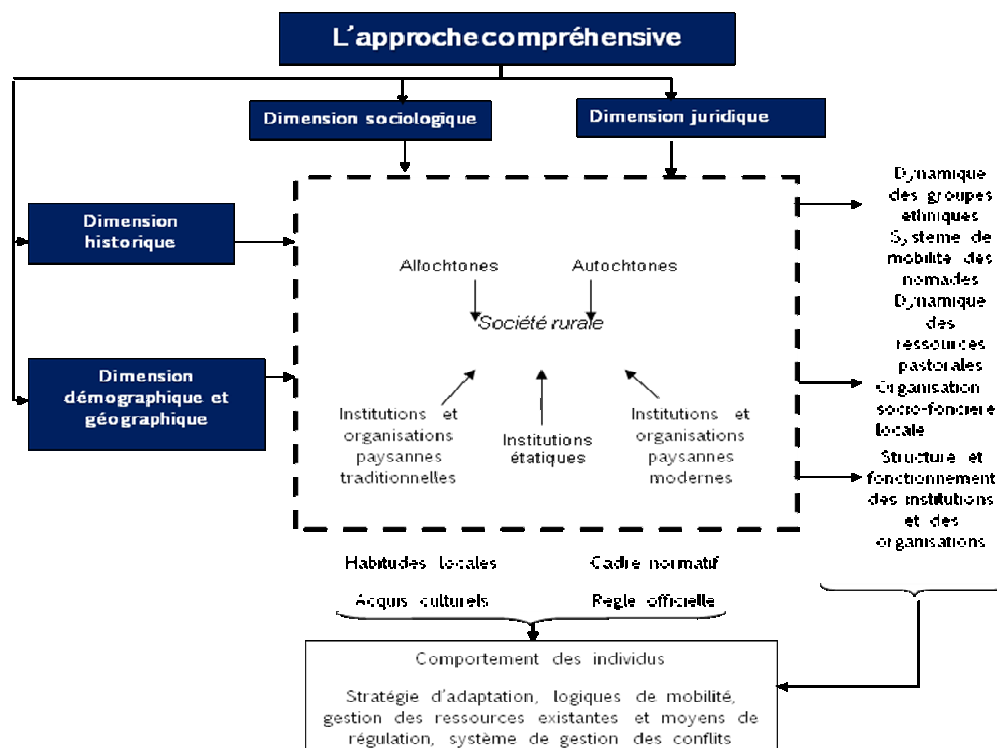 L'approche compréhensive
Dimension sociologique
Dimension juridique
Dimension
historique
Dimension
démographique et
géographique
Allochtones
Autochtones
Société rurale
Institutions et
organisations
paysannes
traditionnelles
Institutions
étatiques
Institutions et
organisations
paysannes
modernes
Dynamique
des groupes
ethniques
Système de
mobilité des
nomades
Dynamique
des
ressources
pastorales
Organisation
socio-foncière
locale
Structure et
fonctionnement
des institutions
et des
organisations
Habitudes locales
Cadre normatif
Acquis culturels
Règle officielle
Comportement des individus
Stratégie d'adaptation, logiques de mobilité,
gestion des ressources existantes et moyens de
régulation, système de gestion des conflits